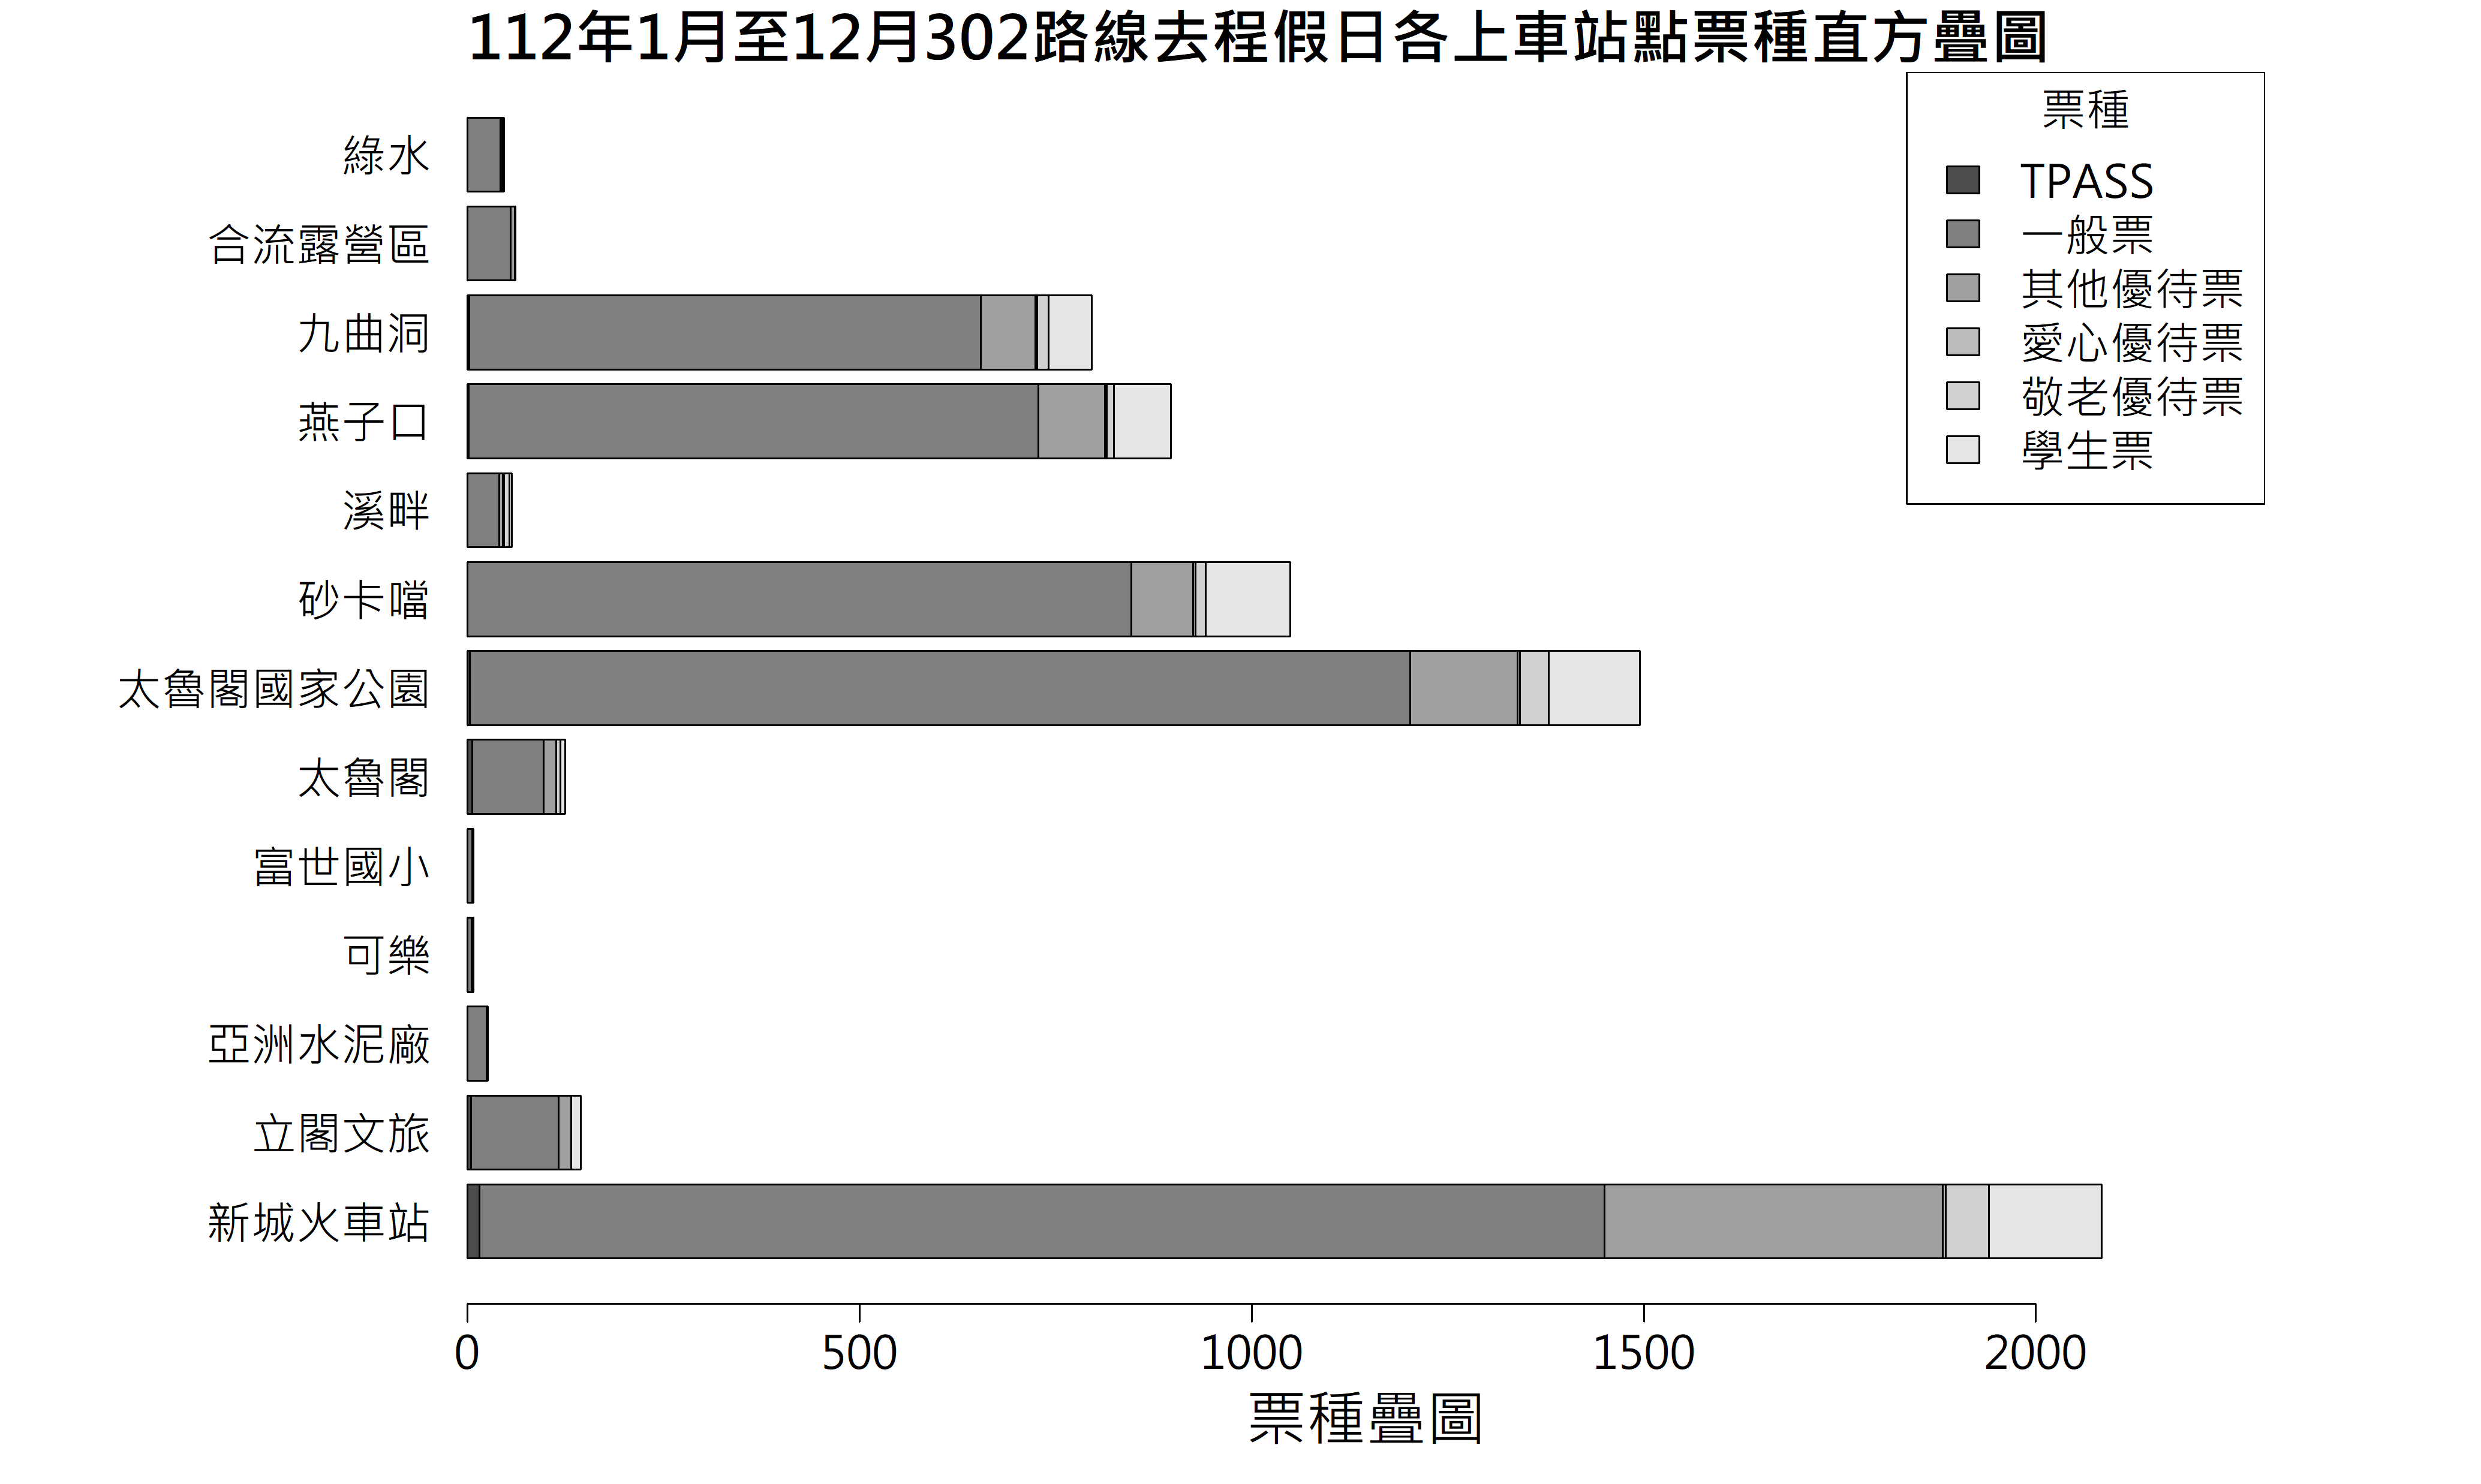 112年1月至12月302路線去程假日各上車站點票種直方疊圖
票種
TPASS
一般票
其他優待票
愛心優待票
敬老優待票
學生票
綠水
合流露營區
九曲洞
燕子口
溪畔
砂卡噹
太魯閣國家公園
太魯閣
富世國小
可樂
亞洲水泥廠
立閣文旅
新城火車站
0 500 1000 1500 2000
票種疊圖